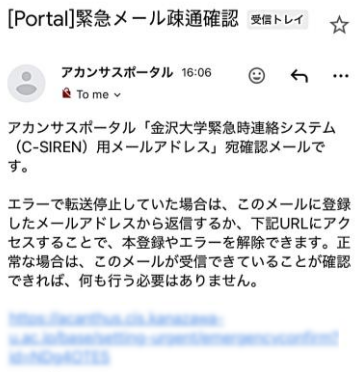 [Portal]緊急メール疎通確認 受信トレイ
アカンサスポータル 16:06
To me
アカンサスポータル「金沢大学緊急時連絡システム
（C-SIREN）用メールアドレス」宛確認メールで
す。
エラーで転送停止していた場合は、このメールに登録
したメールアドレスから返信するか、下記URLにアク
セスすることで、本登録やエラーを解除できます。正
常な場合は、このメールが受信できていることが確認
できれば、何も行う必要はありません。